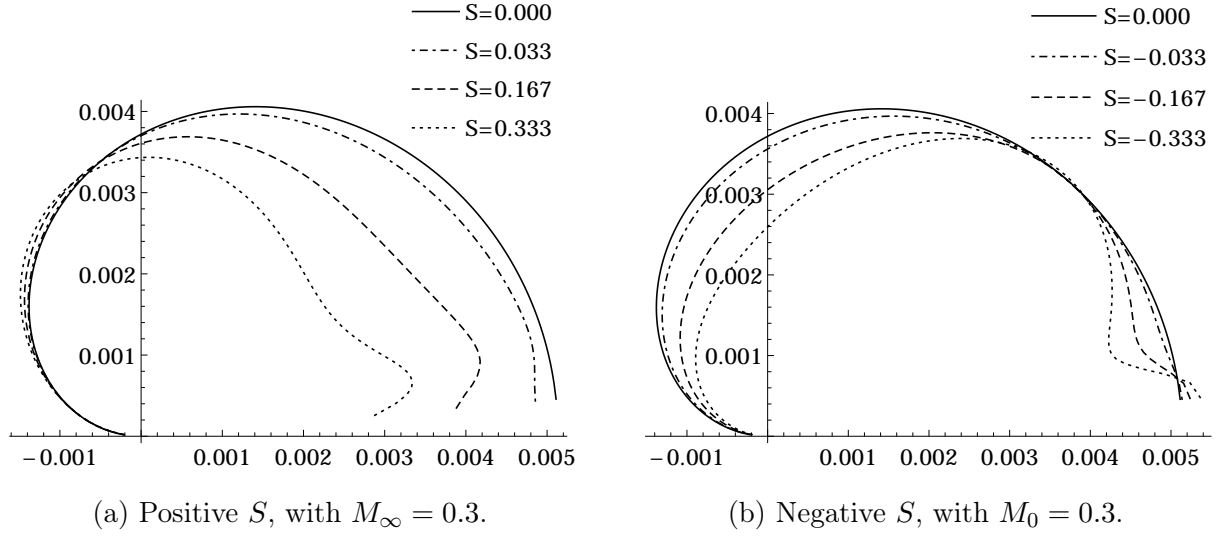 S=0.000
S=0.033
S=0.167
S=0.333
0.004
0.003
0.002
0.001
−0.001
0.001
0.002
0.003
0.004
0.005
(a) Positive S, with M∞ = 0.3.
S=0.000
S=−0.033
S=−0.167
S=−0.333
0.004
0.003
0.002
0.001
−0.001
0.001
0.002
0.003
0.004
0.005
(b) Negative S, with M₀ = 0.3.